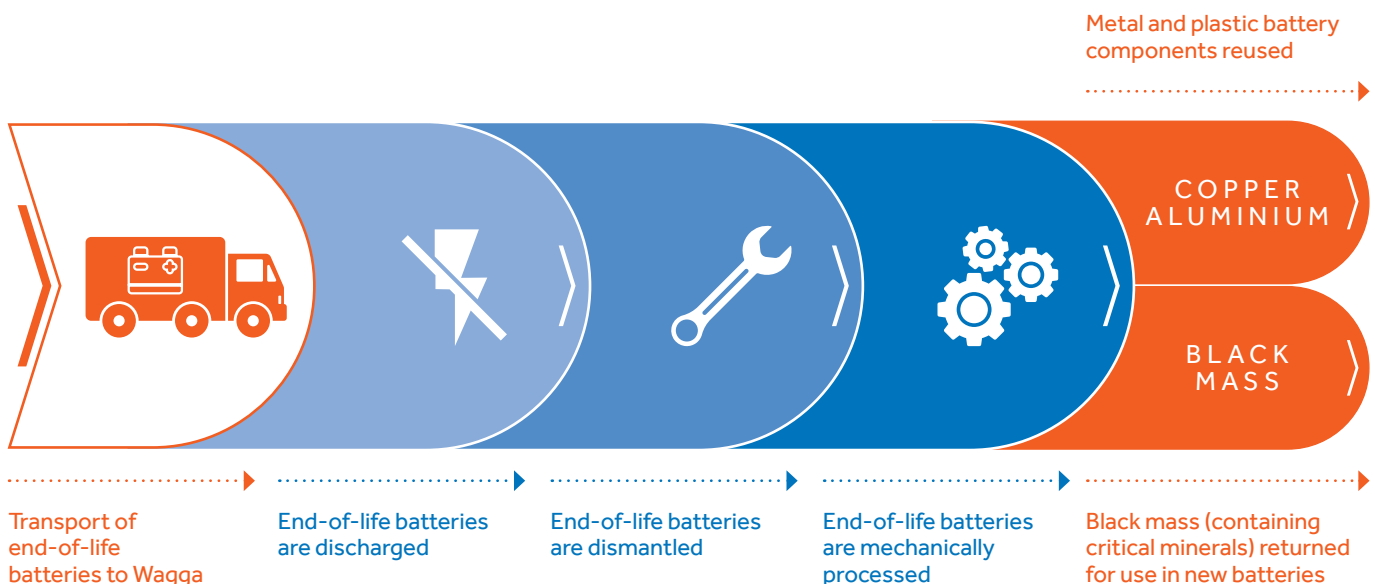 Metal and plastic battery
components reused
COPPER
ALUMINIUM
BLACK
MASS
Transport of
end-of-life
batteries to Wagga
End-of-life batteries
are discharged
End-of-life batteries
are dismantled
End-of-life batteries
are mechanically
processed
Black mass (containing
critical minerals) returned
for use in new batteries